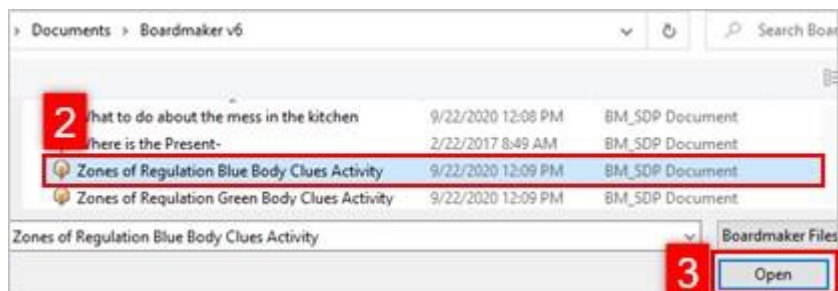 › Documents › Boardmaker v6 Search Boar
2 hat to do about the mess in the kitchen 9/22/2020 12:08 PM BM_SDP Document
here is the Present- 2/22/2017 8:49 AM BM_SDP Document
Zones of Regulation Blue Body Clues Activity 9/22/2020 12:09 PM BM_SDP Document
Zones of Regulation Green Body Clues Activity 9/22/2020 12:09 PM BM_SDP Document
Zones of Regulation Blue Body Clues Activity Boardmaker Files
3 Open